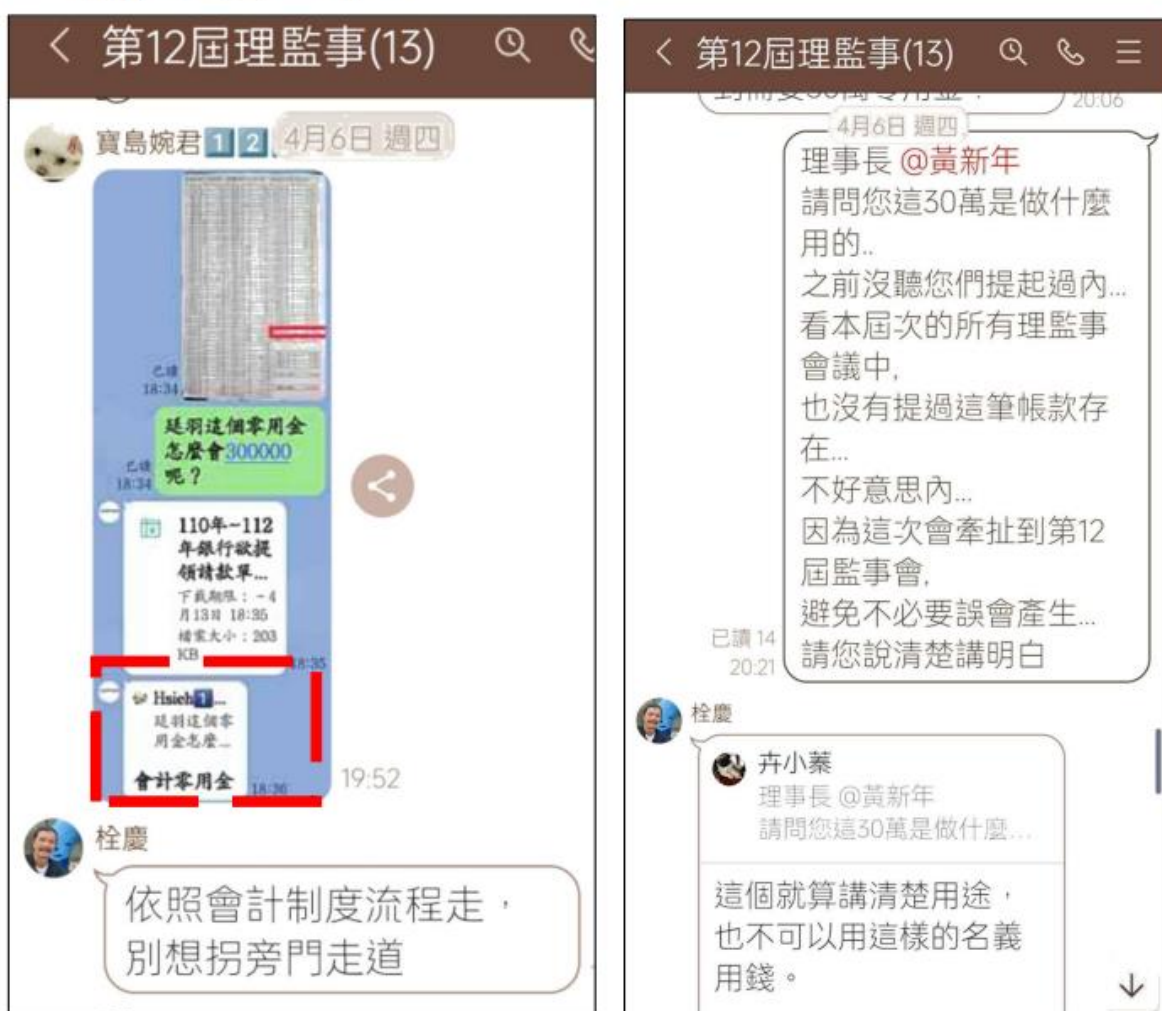 第12屆理監事(13)
寶島婉君1️⃣2️⃣
4月6日 週四
已讀
18:34
廷羽這個零用金
怎麼會300000
呢？
已讀
18:34
110年~112
年銀行欲提
領請款單...
下載期限：~4
月13日 18:35
檔案大小：203
KB
18:35
Hsieh1️⃣...
廷羽這個零
用金怎麼...
會計零用金
18:36
19:52
栓慶
依照會計制度流程走，
別想拐旁門走道
第12屆理監事(13)
20:06
4月6日 週四
理事長 @黃新年
請問您這30萬是做什麼
用的..
之前沒聽您們提起過內...
看本屆次的所有理監事
會議中,
也沒有提過這筆帳款存
在...
不好意思內...
因為這次會牽扯到第12
屆監事會,
避免不必要誤會產生...
請您說清楚講明白
已讀 14
20:21
栓慶
卉小蓁
理事長 @黃新年
請問您這30萬是做什麼...
這個就算講清楚用途，
也不可以用這樣的名義
用錢。